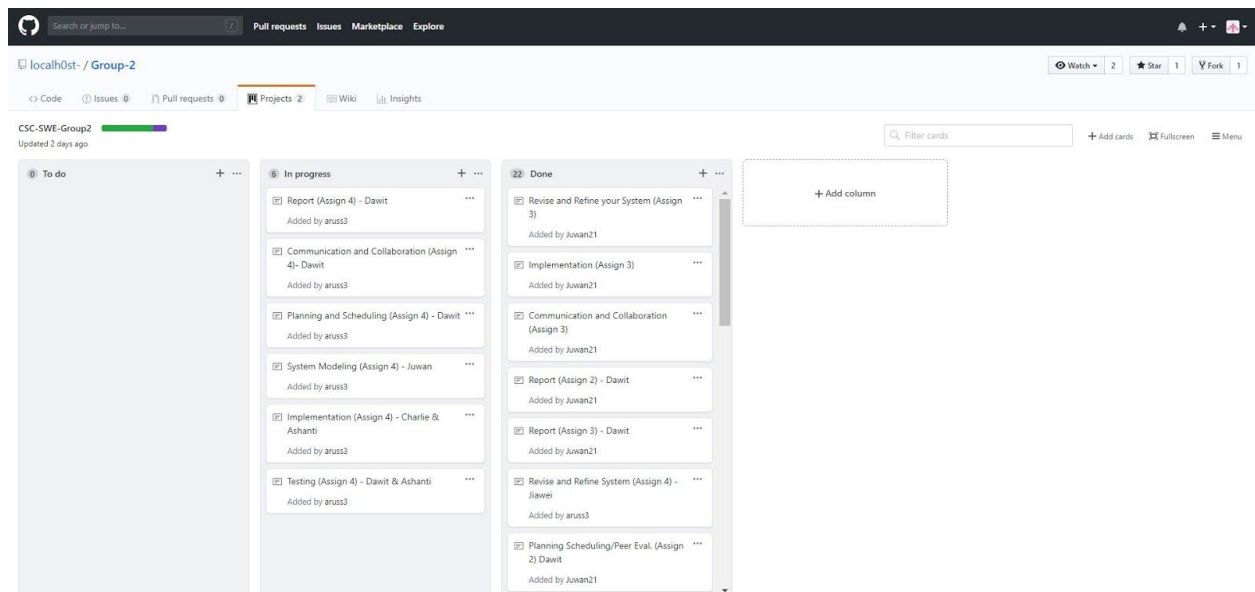 Search or jump to... /
Pull requests Issues Marketplace Explore
localh0st- / Group-2
Watch 2 Star 1 Fork 1
Code Issues 0 Pull requests 0 Projects 2 Wiki Insights
CSC-SWE-Group2
Updated 2 days ago
Filter cards
+ Add cards Fullscreen Menu
0 To do + ...
6 In progress + ...
Report (Assign 4) - Dawit ...
Added by aruss3
Communication and Collaboration (Assign ...
4)- Dawit
Added by aruss3
Planning and Scheduling (Assign 4) - Dawit ...
Added by aruss3
System Modeling (Assign 4) - Juwan ...
Added by aruss3
Implementation (Assign 4) - Charlie & ...
Ashanti
Added by aruss3
Testing (Assign 4) - Dawit & Ashanti ...
Added by aruss3
22 Done + ...
Revise and Refine your System (Assign ...
3)
Added by Juwan21
Implementation (Assign 3) ...
Added by Juwan21
Communication and Collaboration ...
(Assign 3)
Added by Juwan21
Report (Assign 2) - Dawit ...
Added by Juwan21
Report (Assign 3) - Dawit ...
Added by Juwan21
Revise and Refine System (Assign 4) - ...
Jiawei
Added by aruss3
Planning Scheduling/Peer Eval. (Assign ...
2) Dawit
Added by Juwan21
+ Add column